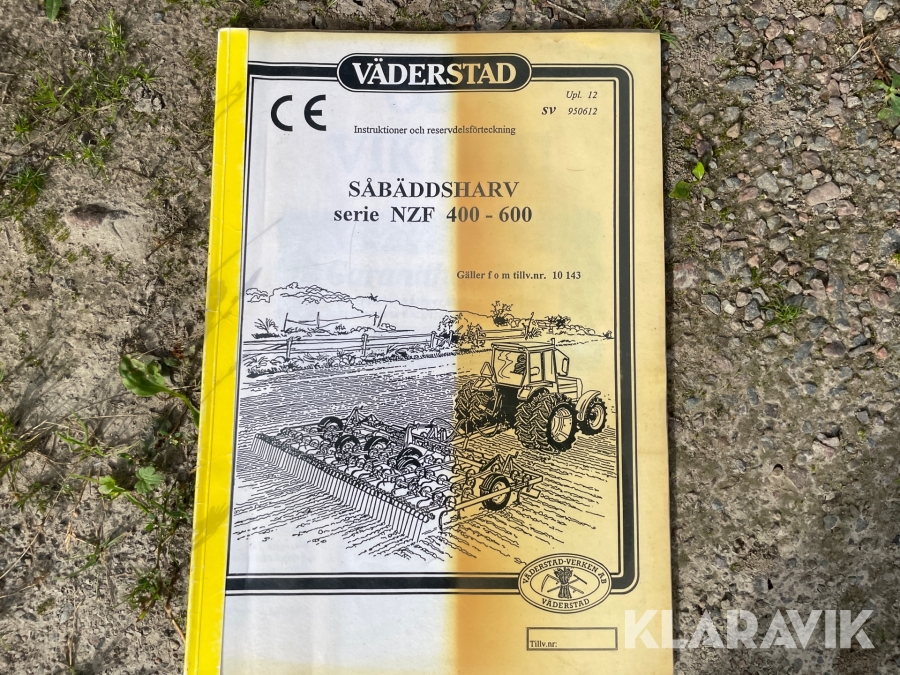 VÄDERSTAD
CE
Upl. 12
SV 950612
Instruktioner och reservdelsförteckning
SÅBÄDDSHARV
serie NZF 400 - 600
Gäller f o m tillv.nr. 10 143
VÄDERSTAD-VERKEN AB
VÄDERSTAD
Tillv.nr:
KLARAVIK